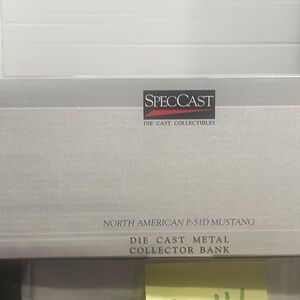 SPECCAST
DIE CAST COLLECTIBLES
NORTH AMERICAN P-51D MUSTANG
DIE CAST METAL
COLLECTOR BANK